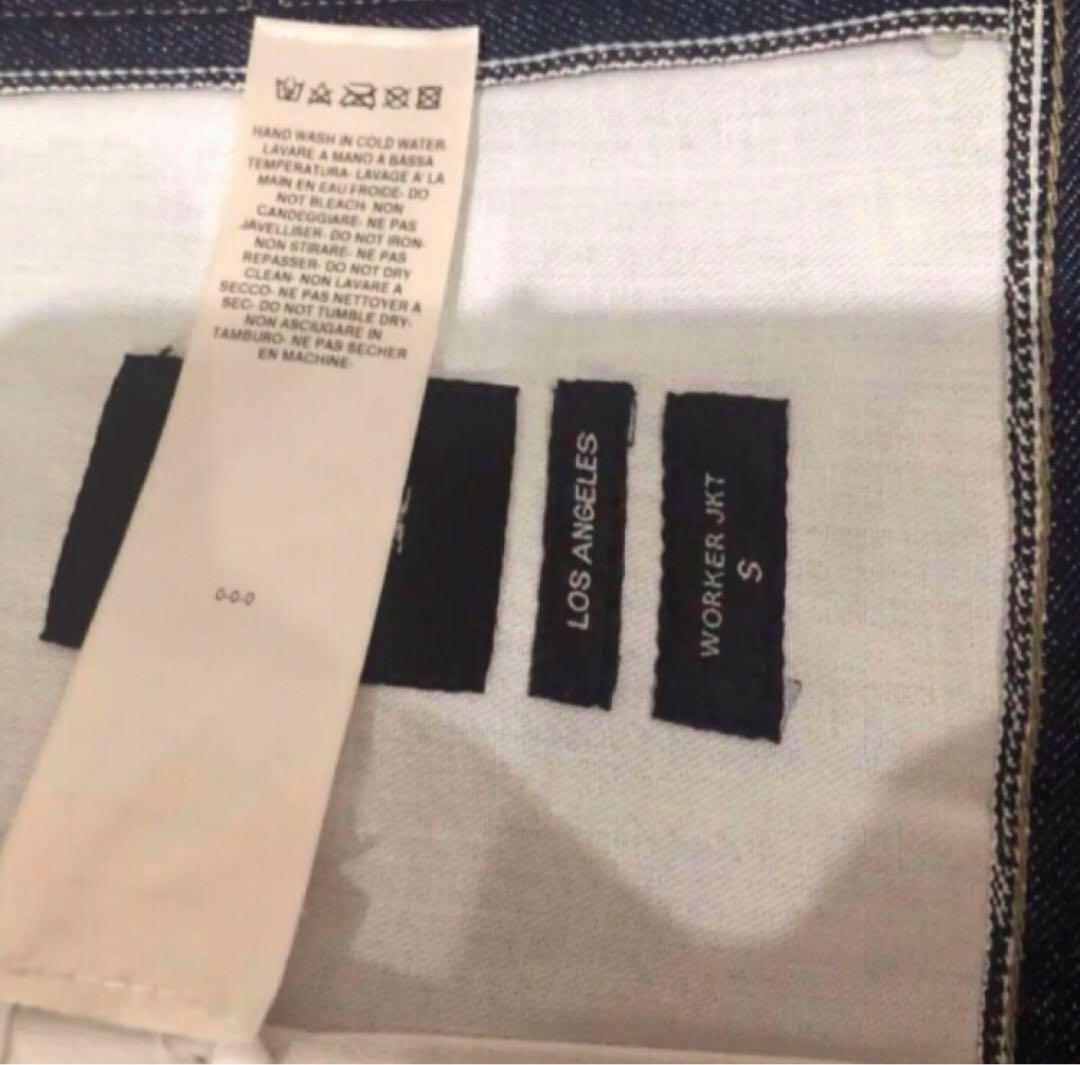 HAND WASH IN COLD WATER-
LAVARE A MANO A BASSA
TEMPERATURA- LAVAGE A' LA
MAIN EN EAU FROIDE- DO
NOT BLEACH- NON
CANDEGGIARE- NE PAS
JAVELLISER- DO NOT IRON-
NON STIRARE- NE PAS
REPASSER- DO NOT DRY
CLEAN- NON LAVARE A
SECCO- NE PAS NETTOYER A
SEC- DO NOT TUMBLE DRY-
NON ASCIUGARE IN
TAMBURO- NE PAS SECHER
EN MACHINE-
0-0-0
LOS ANGELES
WORKER JKT
S